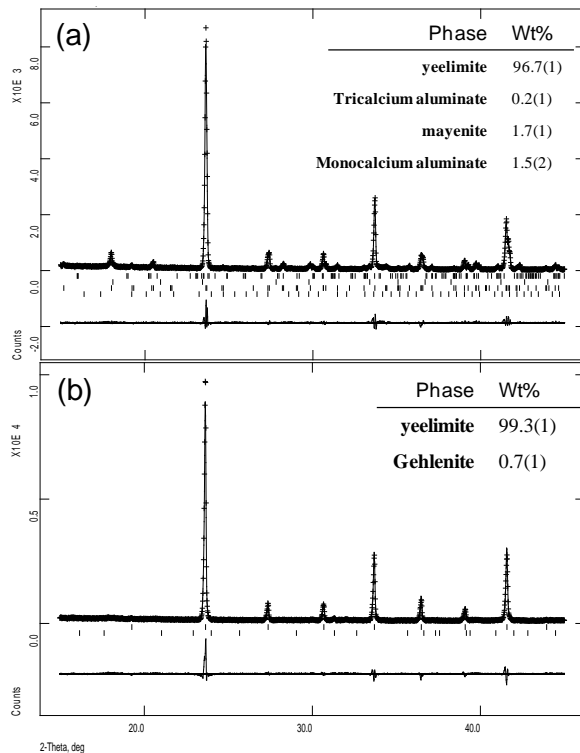 (a)
Phase Wt%
yeelimite 96.7(1)
Tricalcium aluminate 0.2(1)
mayenite 1.7(1)
Monocalcium aluminate 1.5(2)
X10E 3
8.0
6.0
4.0
2.0
0.0
-2.0
Counts
(b)
Phase Wt%
yeelimite 99.3(1)
Gehlenite 0.7(1)
X10E 4
1.0
0.5
0.0
Counts
20.0 30.0 40.0
2-Theta, deg